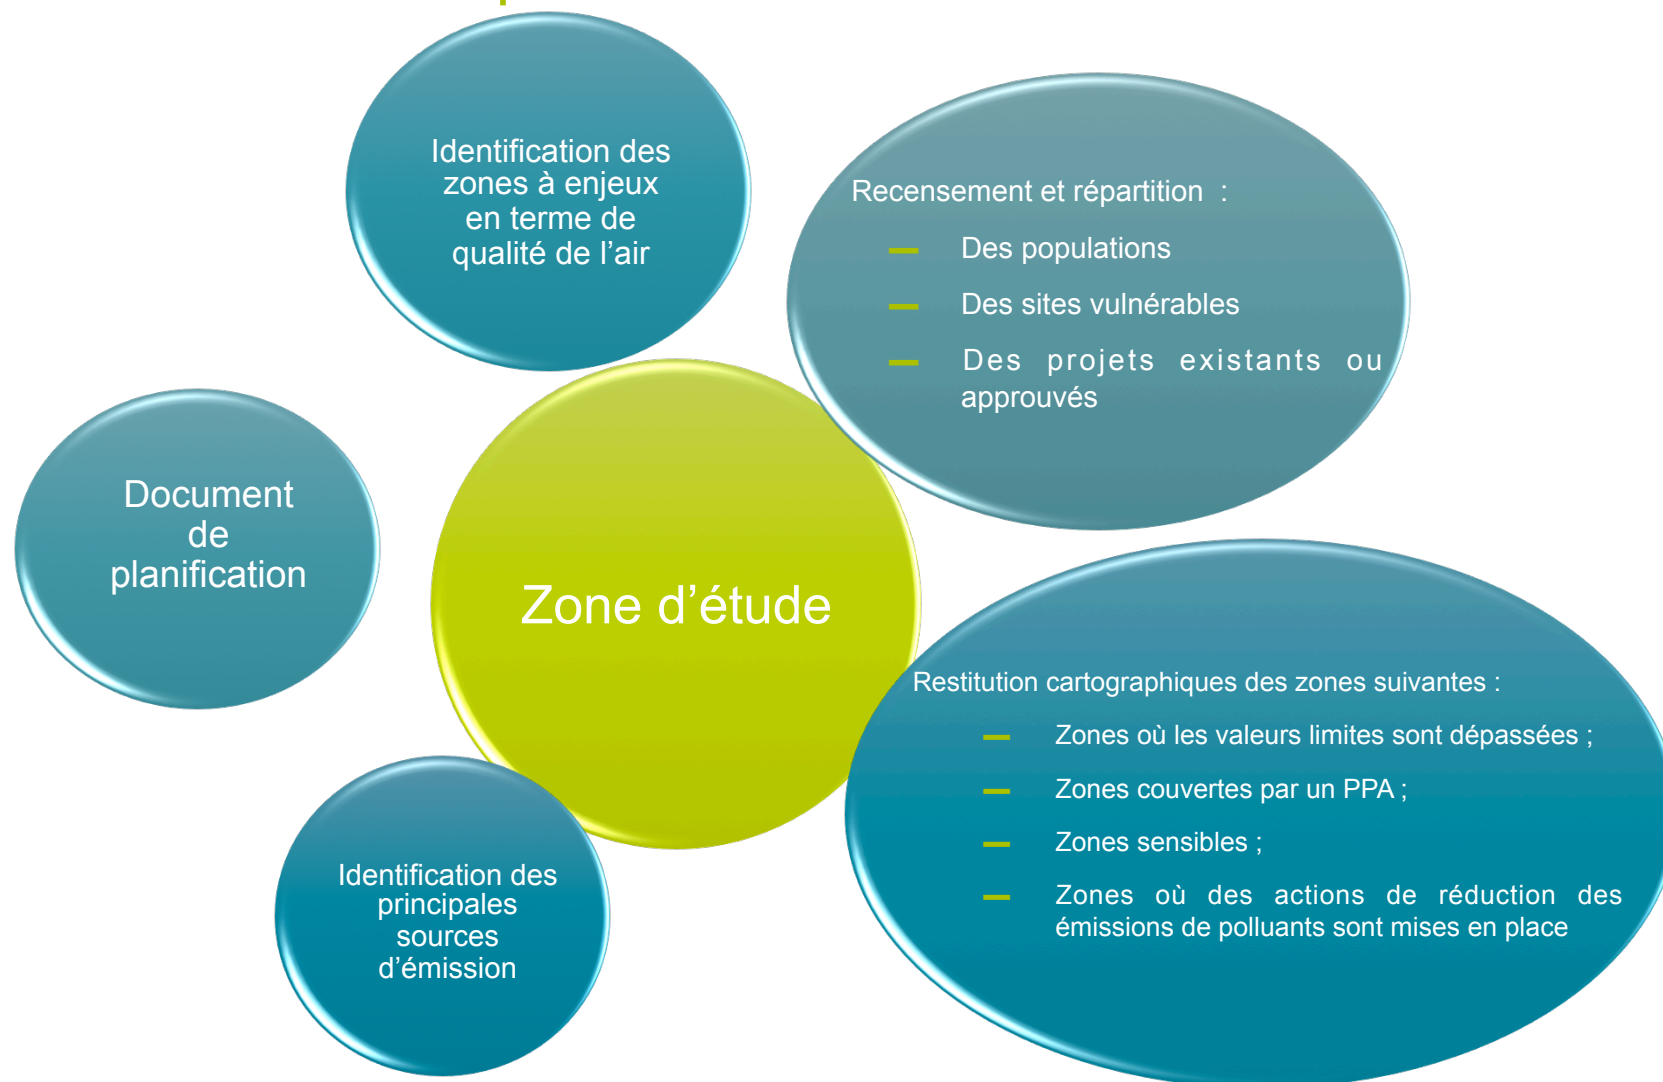 Identification des
zones à enjeux
en terme de
qualité de l’air
Recensement et répartition :
Des populations
Des sites vulnérables
Des projets existants ou
approuvés
Document
de
planification
Zone d’étude
Restitution cartographiques des zones suivantes :
Zones où les valeurs limites sont dépassées ;
Zones couvertes par un PPA ;
Zones sensibles ;
Zones où des actions de réduction des
émissions de polluants sont mises en place
Identification des
principales
sources
d’émission